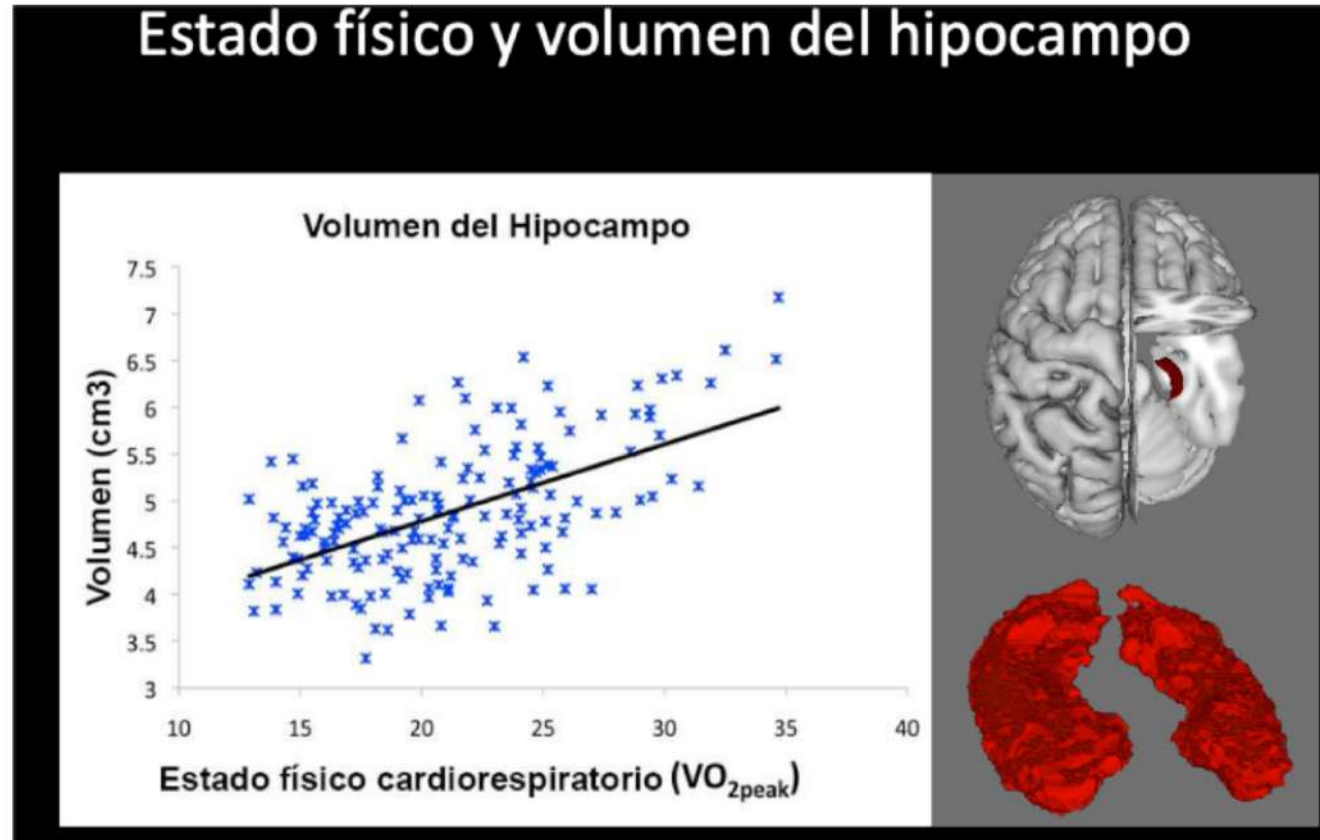 Estado físico y volumen del hipocampo
Volumen del Hipocampo
7.5
7
6.5
6
5.5
5
4.5
4
3.5
3
Volumen (cm3)
10 15 20 25 30 35 40
Estado físico cardiorespiratorio (VO2peak)